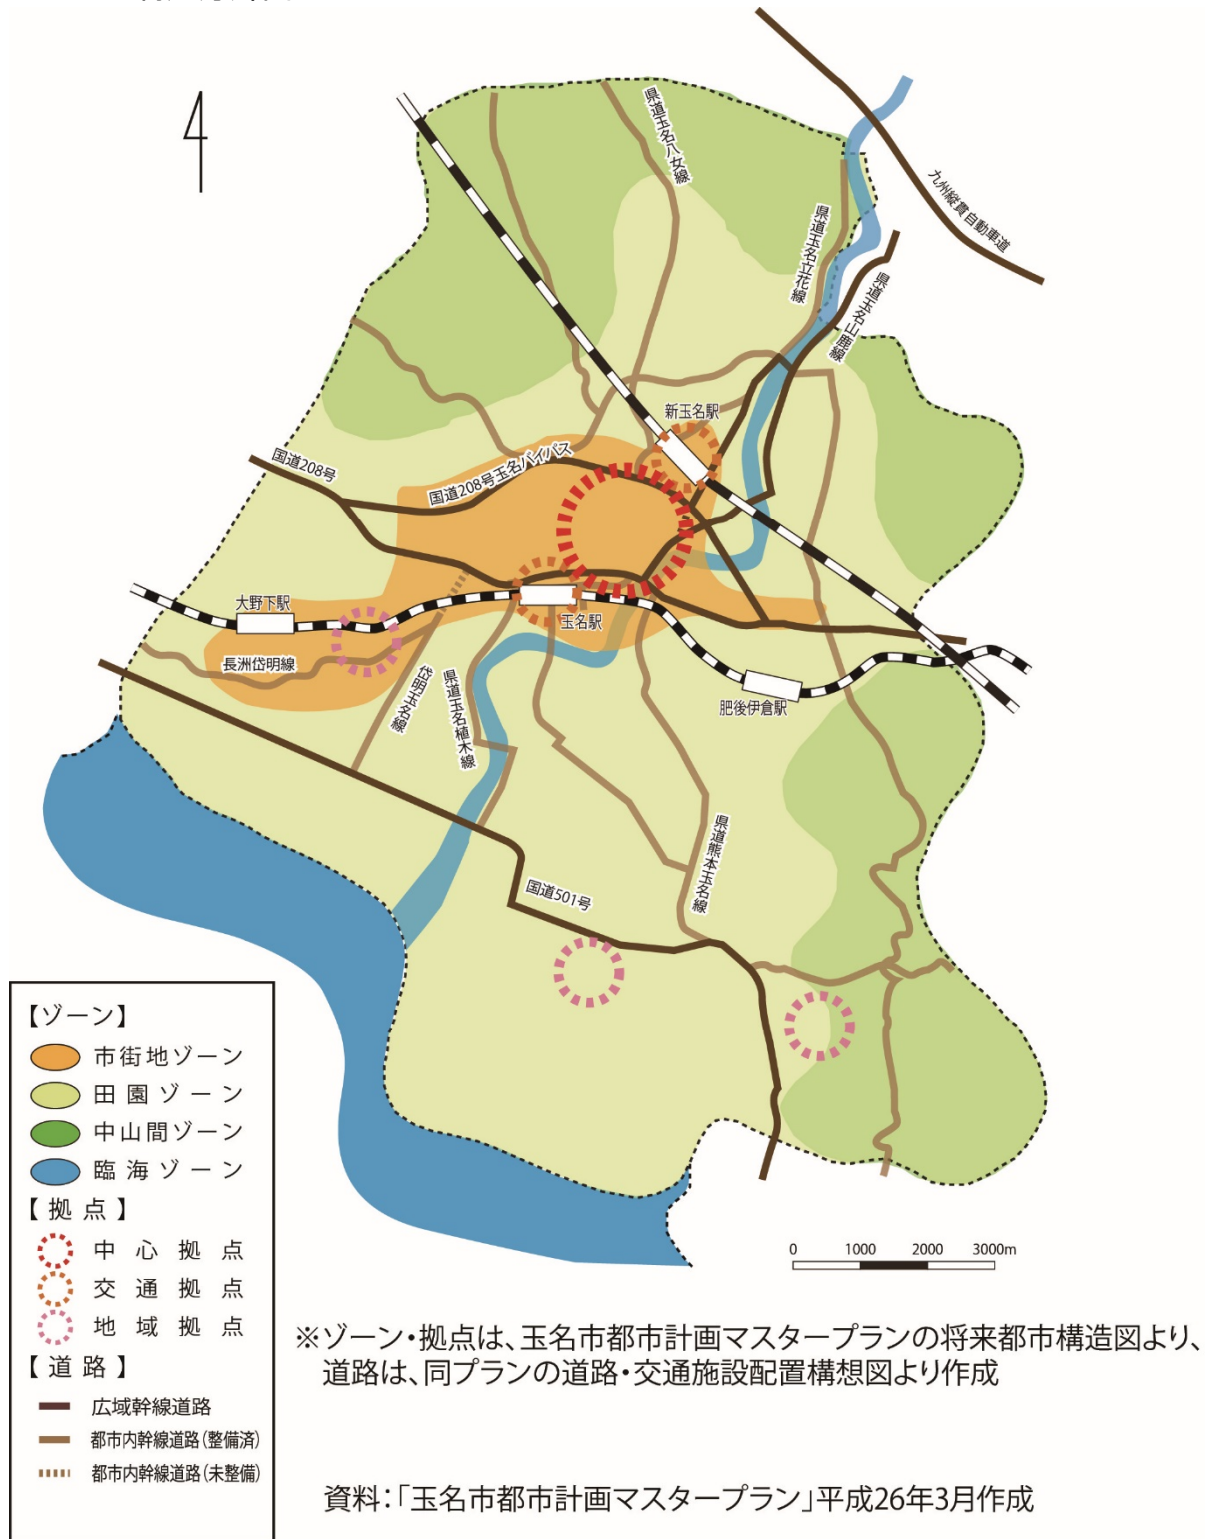 県道玉名八女線
九州縦貫自動車道
県道玉名立花線
県道玉名山鹿線
新玉名駅
国道208号
国道208号玉名バイパス
大野下駅
玉名駅
長洲岱明線
岱明玉名線
県道玉名植木線
肥後伊倉駅
県道熊本玉名線
国道501号
【ゾーン】
市街地ゾーン
田園ゾーン
中山間ゾーン
臨海ゾーン
【拠点】
中心拠点
交通拠点
地域拠点
【道路】
広域幹線道路
都市内幹線道路(整備済)
都市内幹線道路(未整備)
0 1000 2000 3000m
※ゾーン・拠点は、玉名市都市計画マスタープランの将来都市構造図より、
道路は、同プランの道路・交通施設配置構想図より作成
資料:「玉名市都市計画マスタープラン」平成26年3月作成